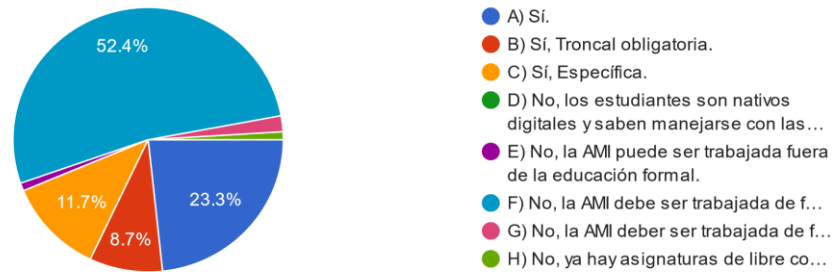 52.4%
11.7%
8.7%
23.3%
A) Sí.
B) Sí, Troncal obligatoria.
C) Sí, Específica.
D) No, los estudiantes son nativos
digitales y saben manejarse con las…
E) No, la AMI puede ser trabajada fuera
de la educación formal.
F) No, la AMI debe ser trabajada de f…
G) No, la AMI deber ser trabajada de f…
H) No, ya hay asignaturas de libre co…